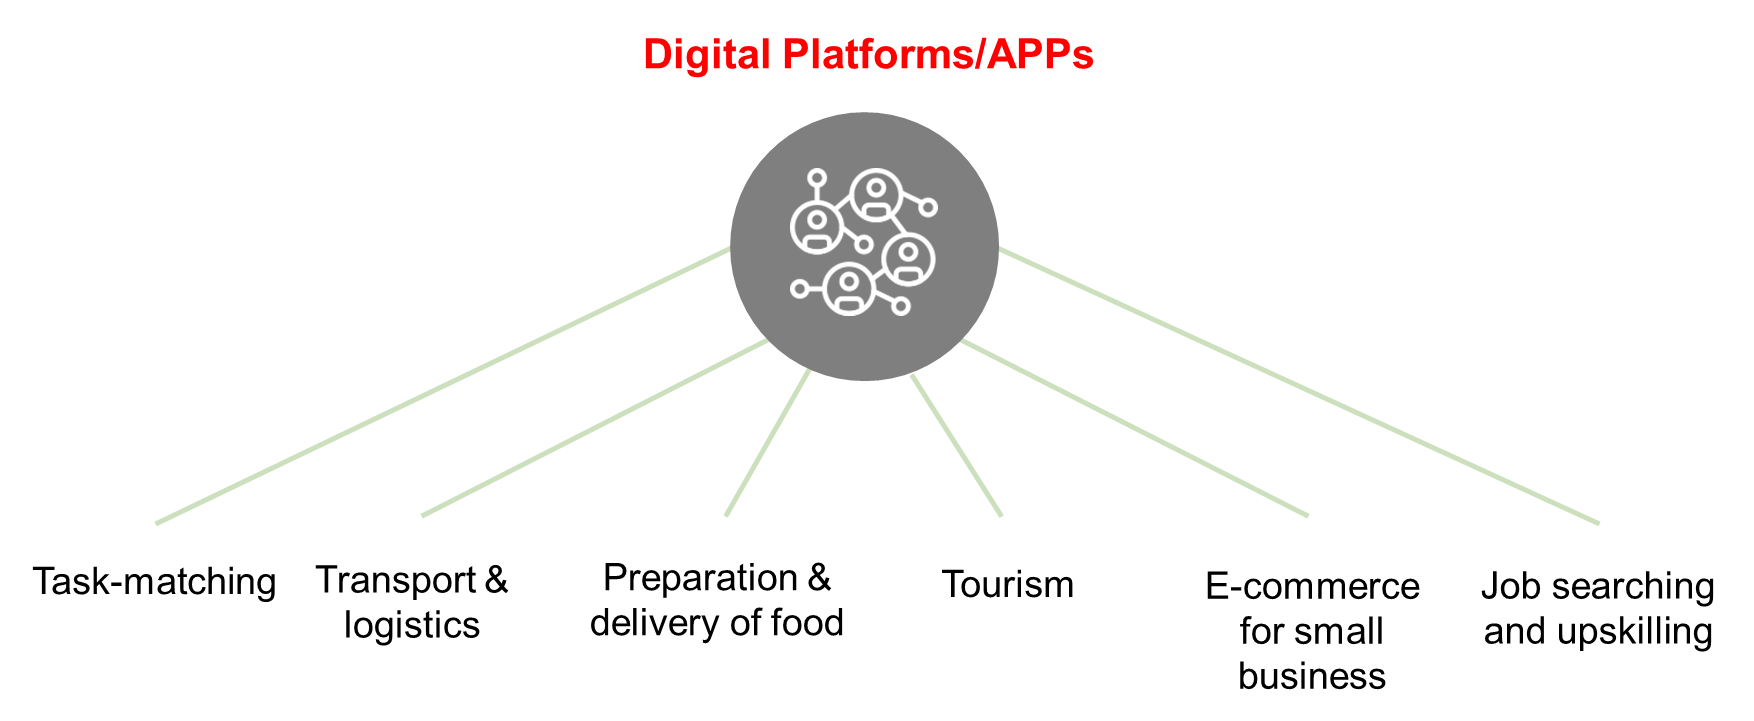 Digital Platforms/APPs
Task-matching
Transport &
logistics
Preparation &
delivery of food
Tourism
E-commerce
for small
business
Job searching
and upskilling